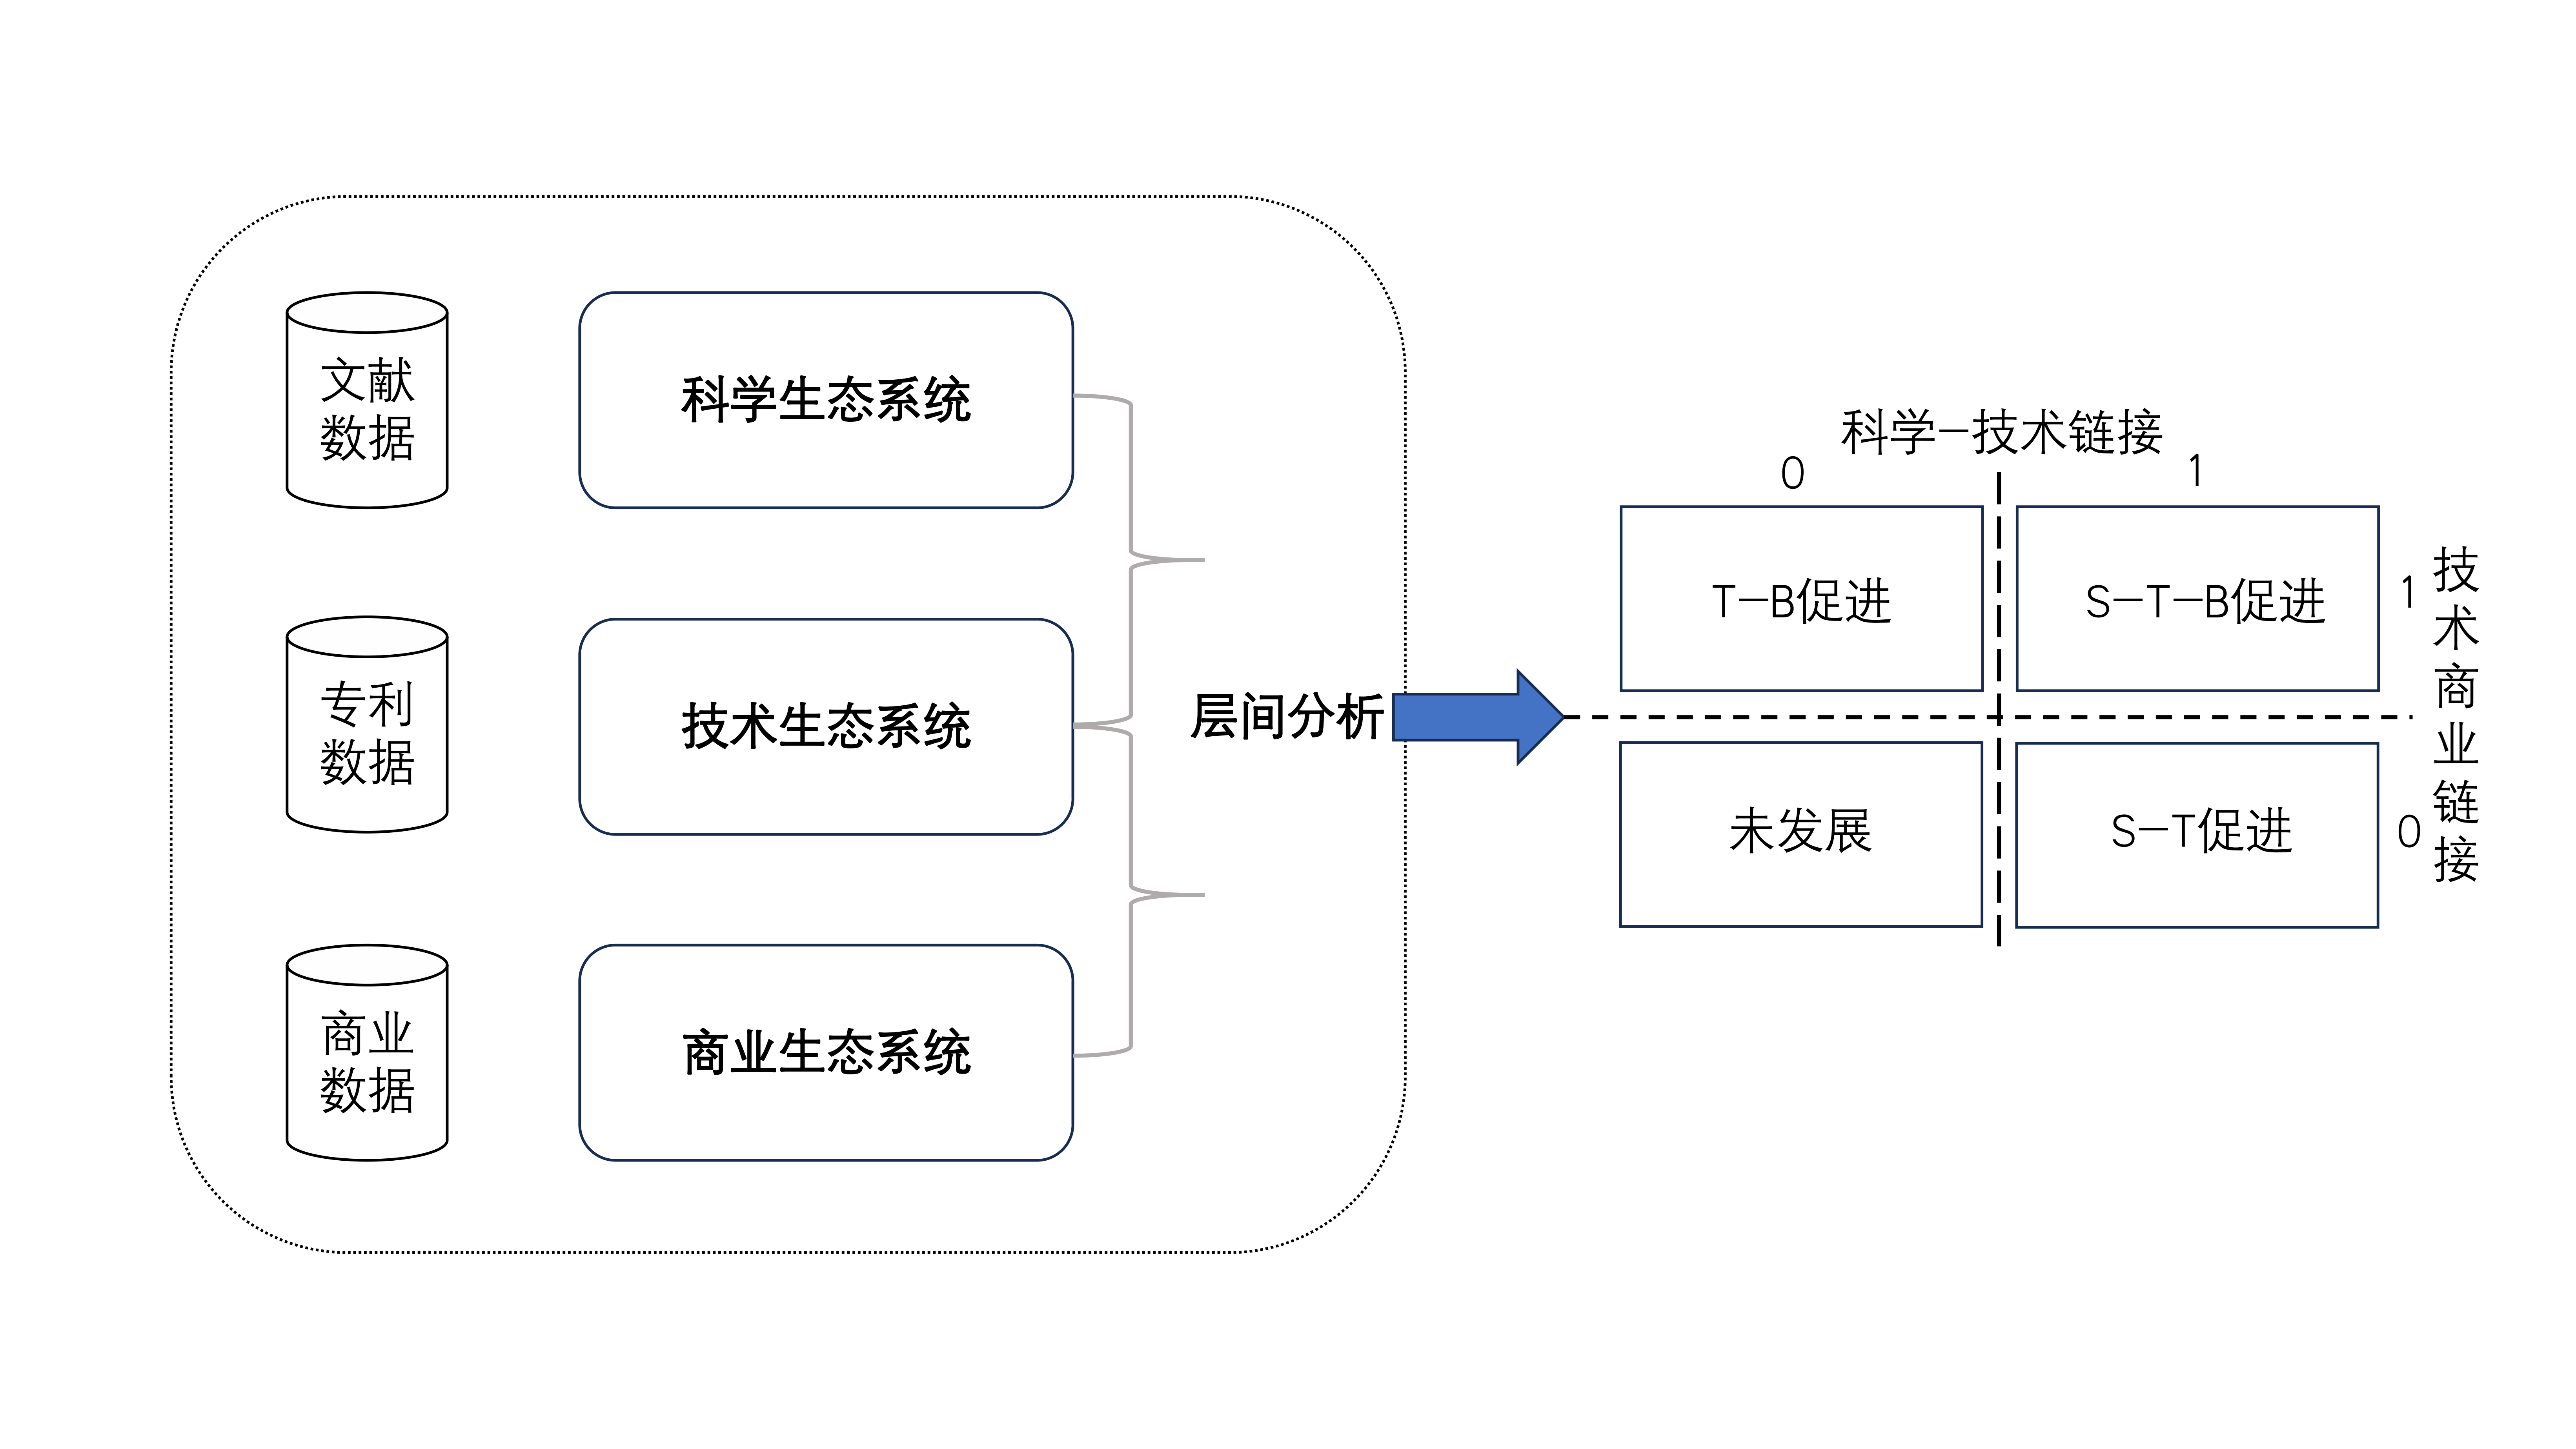 文献
数据
科学生态系统
专利
数据
技术生态系统
商业
数据
商业生态系统
层间分析
科学-技术链接
0
1
T-B促进
S-T-B促进
1
未发展
S-T促进
0
技术商业链接